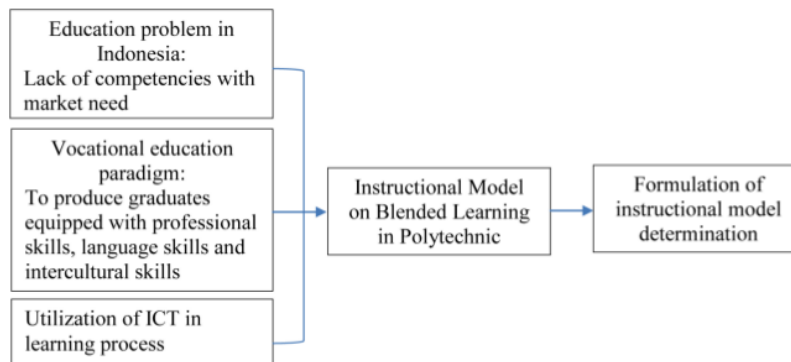 Education problem in
Indonesia:
Lack of competencies with
market need
Vocational education
paradigm:
To produce graduates
equipped with professional
skills, language skills and
intercultural skills
Utilization of ICT in
learning process
Instructional Model
on Blended Learning
in Polytechnic
Formulation of
instructional model
determination